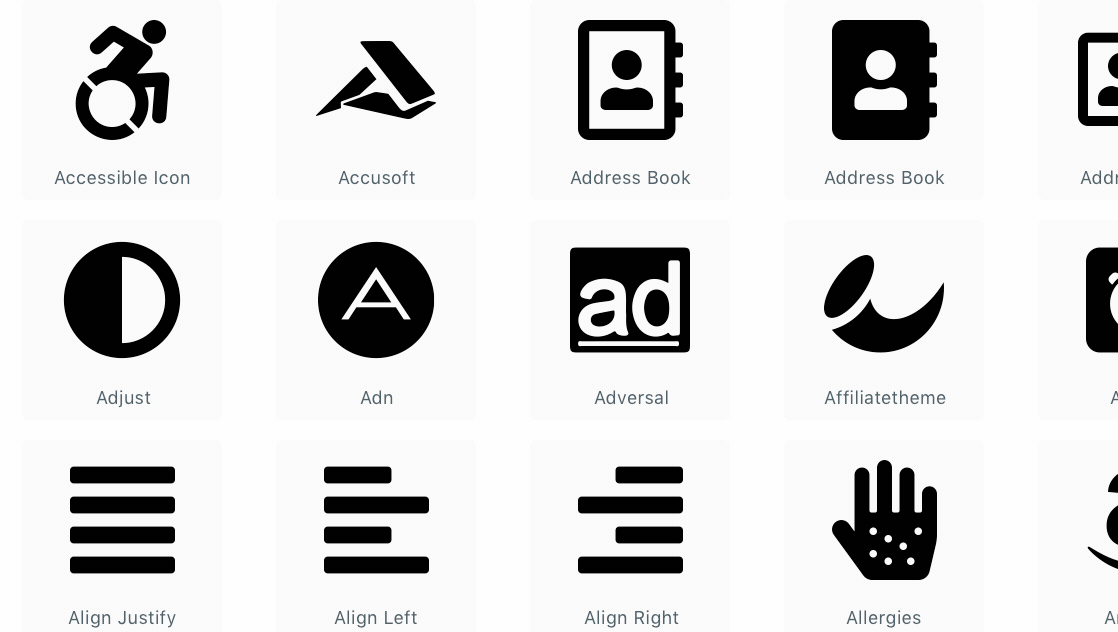 Accessible Icon
Accusoft
Address Book
Address Book
Addr
Adjust
Adn
ad
Adversal
Affiliatetheme
A
Align Justify
Align Left
Align Right
Allergies